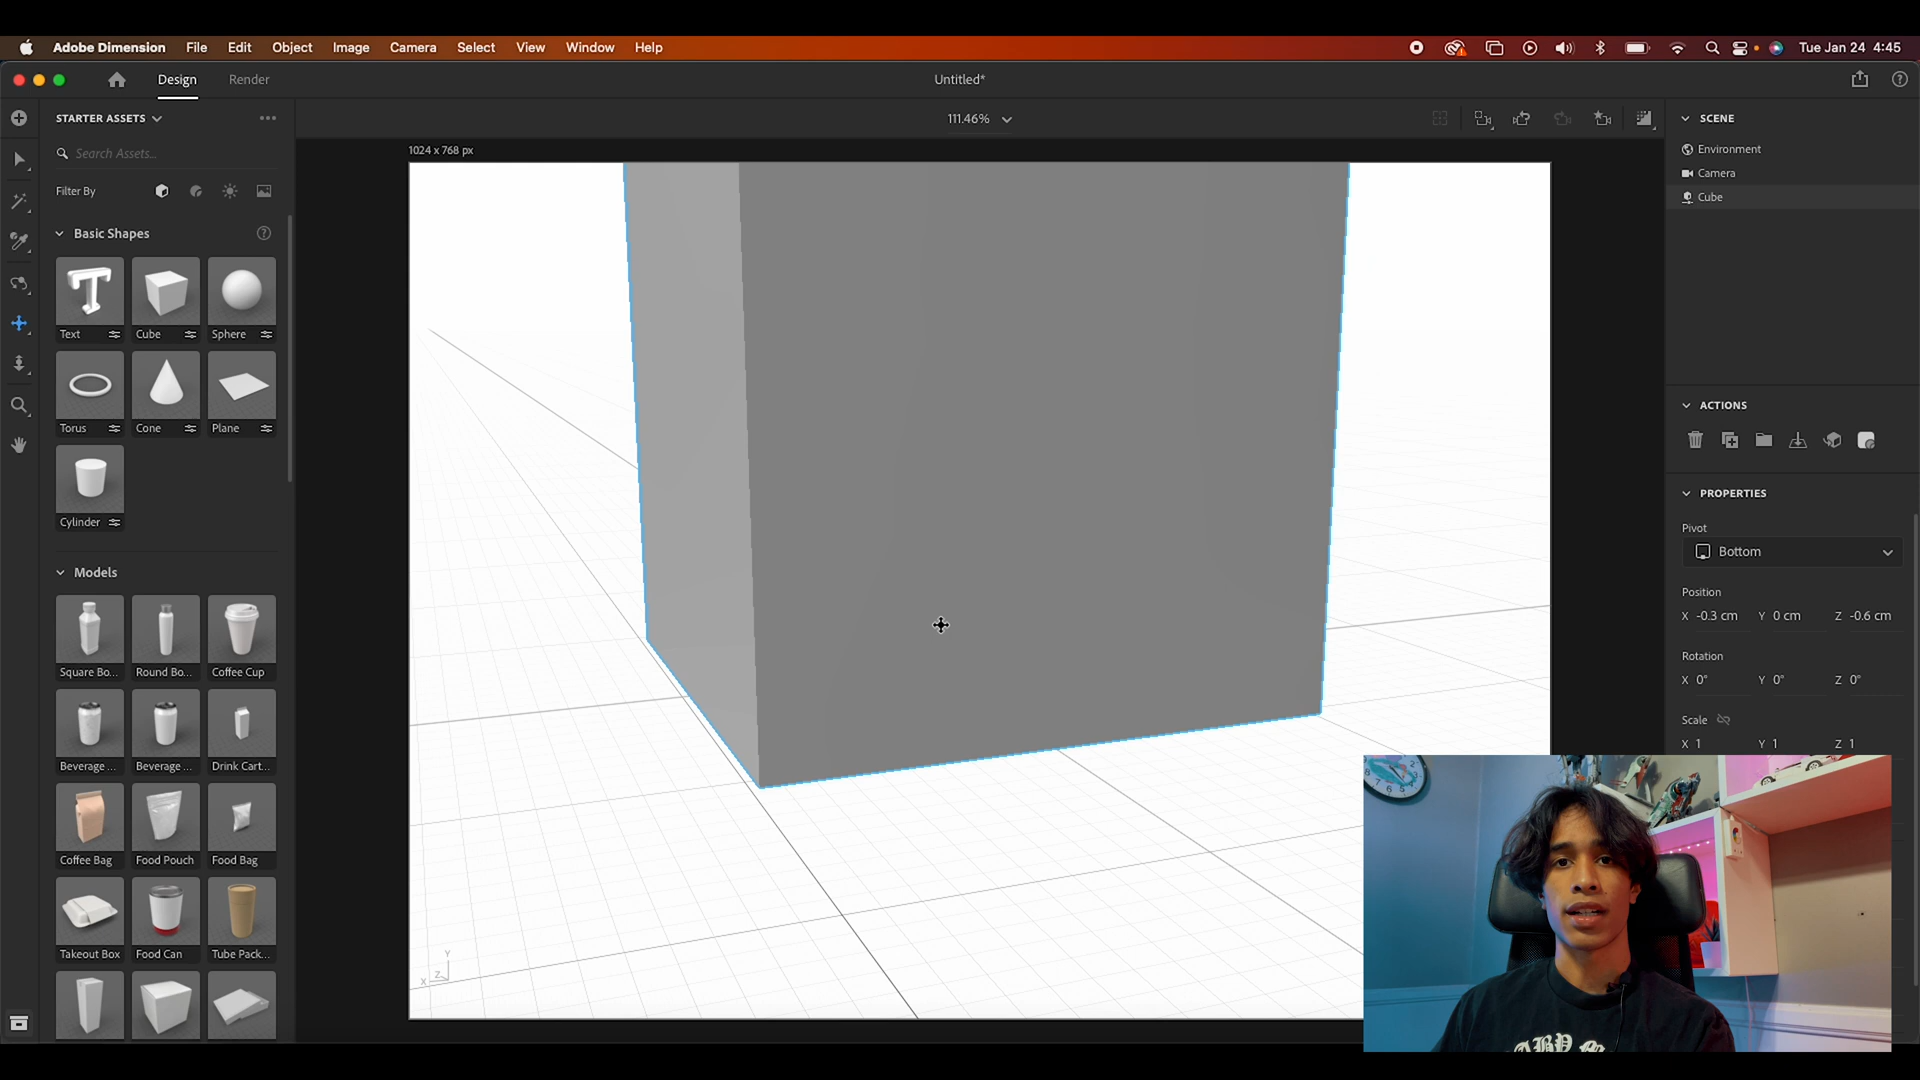 Adobe Dimension File Edit Object Image Camera Select View Window Help Tue Jan 24 4:45
Design Render Untitled*
STARTER ASSETS 111.46% SCENE
1024 x 768 px
Search Assets... Environment
Camera
Filter By Cube
Basic Shapes
Text Cube Sphere
ACTIONS
Torus Cone Plane
PROPERTIES
Cylinder
Pivot
Bottom
Models
Position
X -0.3 cm Y 0 cm Z -0.6 cm
Rotation
Square Bo... Round Bo... Coffee Cup
X 0° Y 0° Z 0°
Scale
X 1 Y 1 Z 1
Beverage ... Beverage ... Drink Cart...
Coffee Bag Food Pouch Food Bag
Takeout Box Food Can Tube Pack...
Y
X Z